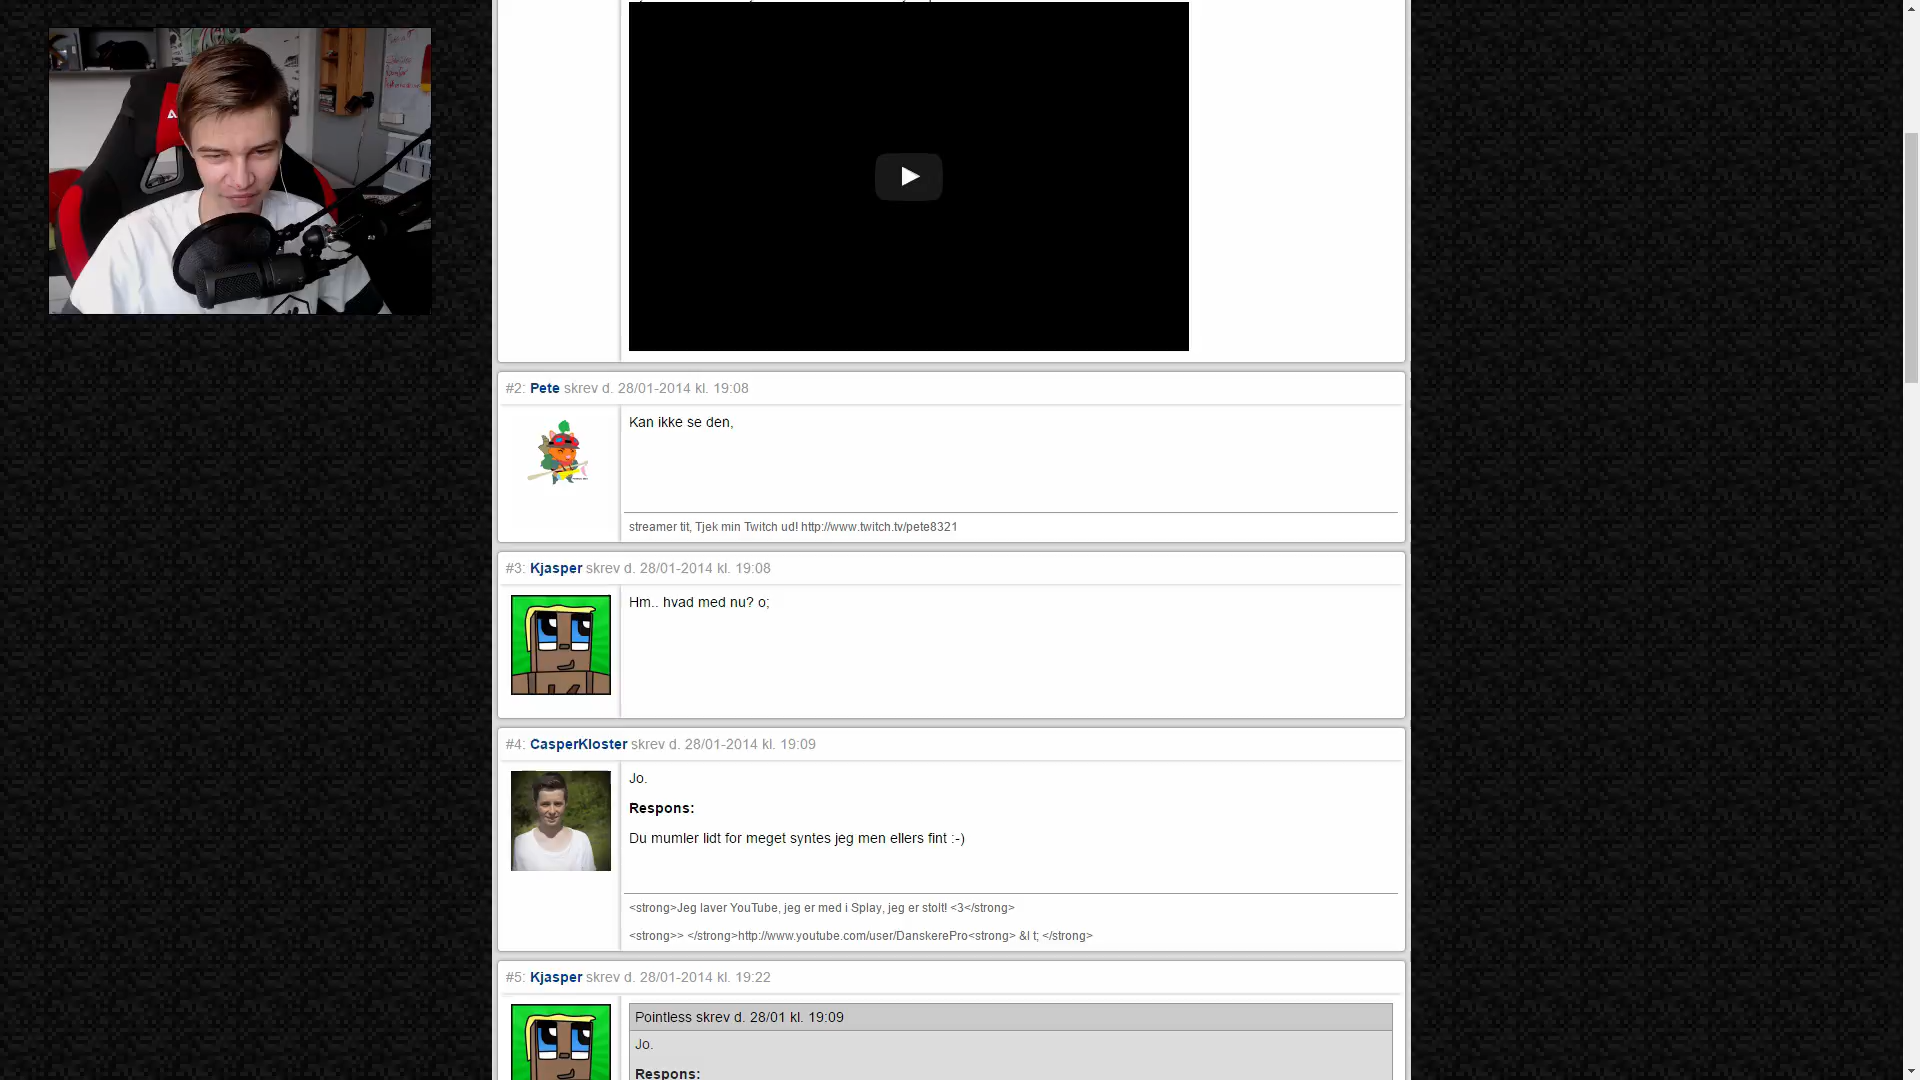 #2: Pete skrev d. 28/01-2014 kl. 19:08
Kan ikke se den,
streamer tit, Tjek min Twitch ud! http://www.twitch.tv/pete8321
#3: Kjasper skrev d. 28/01-2014 kl. 19:08
Hm.. hvad med nu? o;
#4: CasperKloster skrev d. 28/01-2014 kl. 19:09
Jo.
Respons:
Du mumler lidt for meget syntes jeg men ellers fint :-)
<strong>Jeg laver YouTube, jeg er med i Splay, jeg er stolt! <3</strong>
<strong>> </strong>http://www.youtube.com/user/DanskerePro<strong> &l t; </strong>
#5: Kjasper skrev d. 28/01-2014 kl. 19:22
Pointless skrev d. 28/01 kl. 19:09
Jo.
Respons: